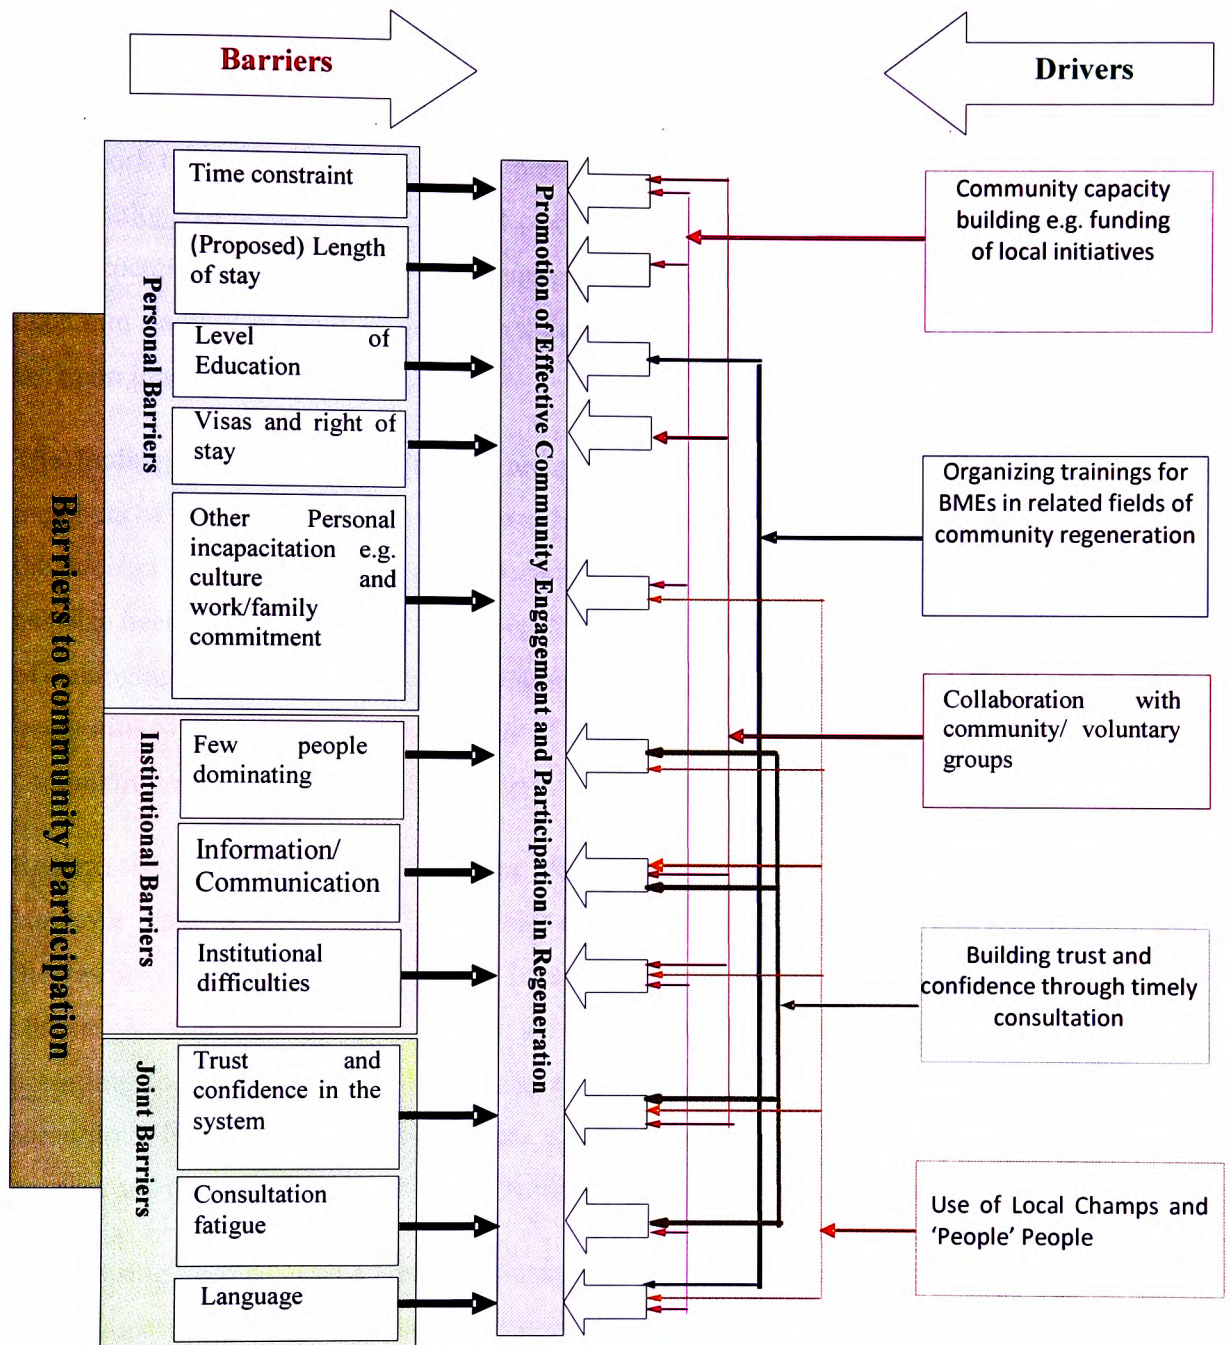 Barriers
Drivers
Barriers to community Participation
Personal Barriers
Time constraint
(Proposed) Length
of stay
Level of
Education
Visas and right of
stay
Other Personal
incapacitation e.g.
culture and
work/family
commitment
Institutional Barriers
Few people
dominating
Information/
Communication
Institutional
difficulties
Joint Barriers
Trust and
confidence in the
system
Consultation
fatigue
Language
Promotion of Effective Community Engagement and Participation in Regeneration
Community capacity
building e.g. funding
of local initiatives
Organizing trainings for
BMEs in related fields of
community regeneration
Collaboration with
community/ voluntary
groups
Building trust and
confidence through timely
consultation
Use of Local Champs and
‘People’ People